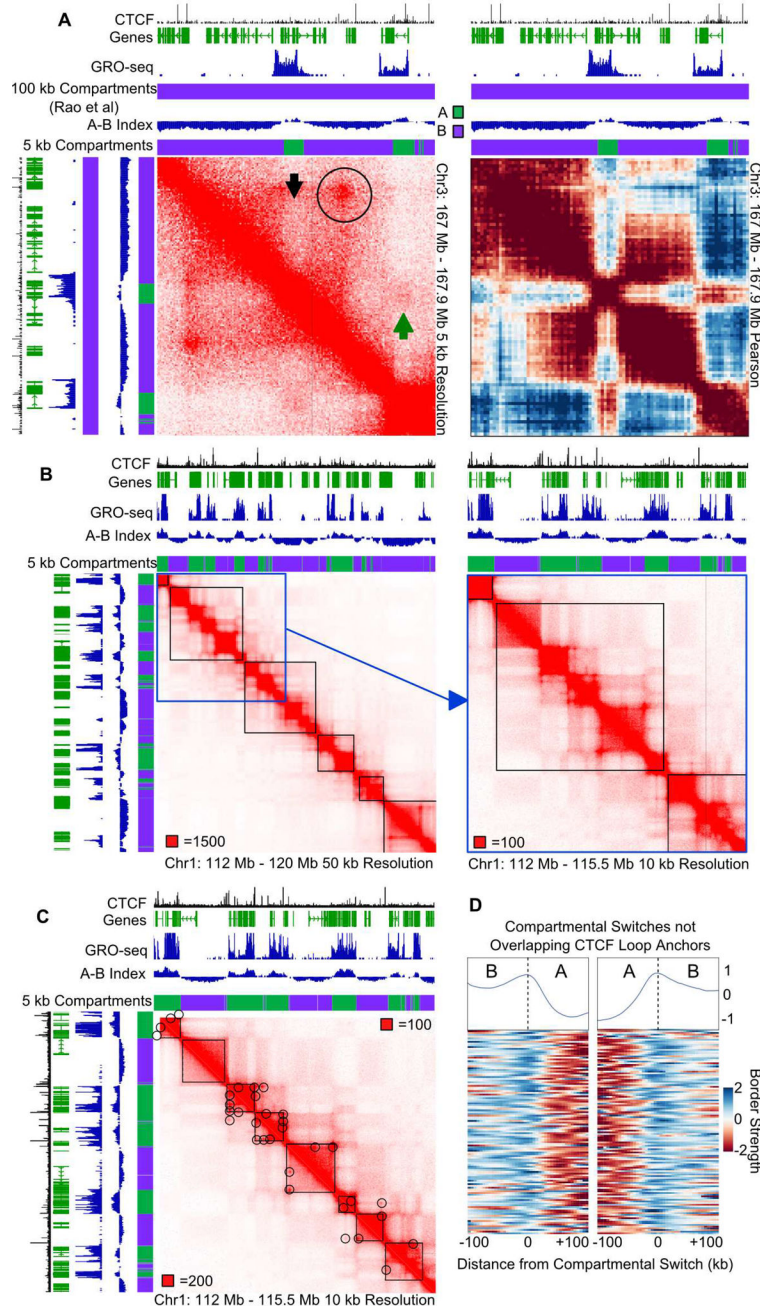 A
CTCF
Genes
GRO-seq
100 kb Compartments
(Rao et al)
A
B
A-B Index
5 kb Compartments
Chr3: 167 Mb - 167.9 Mb 5 kb Resolution
Chr3: 167 Mb - 167.9 Mb Pearson
B
CTCF
Genes
GRO-seq
A-B Index
5 kb Compartments
=1500
=100
Chr1: 112 Mb - 120 Mb 50 kb Resolution
Chr1: 112 Mb - 115.5 Mb 10 kb Resolution
C
CTCF
Genes
GRO-seq
A-B Index
5 kb Compartments
=100
=200
Chr1: 112 Mb - 115.5 Mb 10 kb Resolution
D
Compartmental Switches not
Overlapping CTCF Loop Anchors
B A A B
1
0
-1
2
0
-2
Border Strength
-100 0 +100 -100 0 +100
Distance from Compartmental Switch (kb)